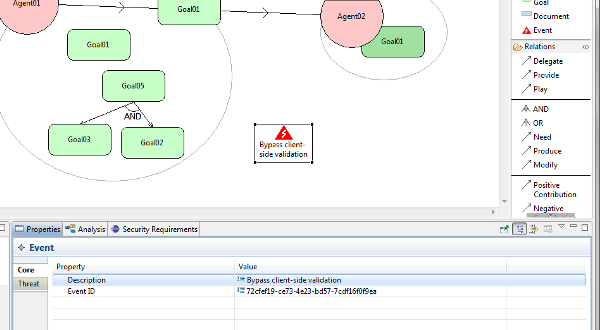 Agent01
Goal01
Agent02
Goal01
Goal01
Goal05
AND
Goal03
Goal02
Bypass client-
side validation
Goal
Document
Event
Relations
Delegate
Provide
Play
AND
OR
Need
Produce
Modify
Positive
Contribution
Negative
Properties
Analysis
Security Requirements
Event
Core
Threat
Property
Value
Description
Bypass client-side validation
Event ID
72cfef19-ce73-4e23-bd57-7cdf16f0f9ea